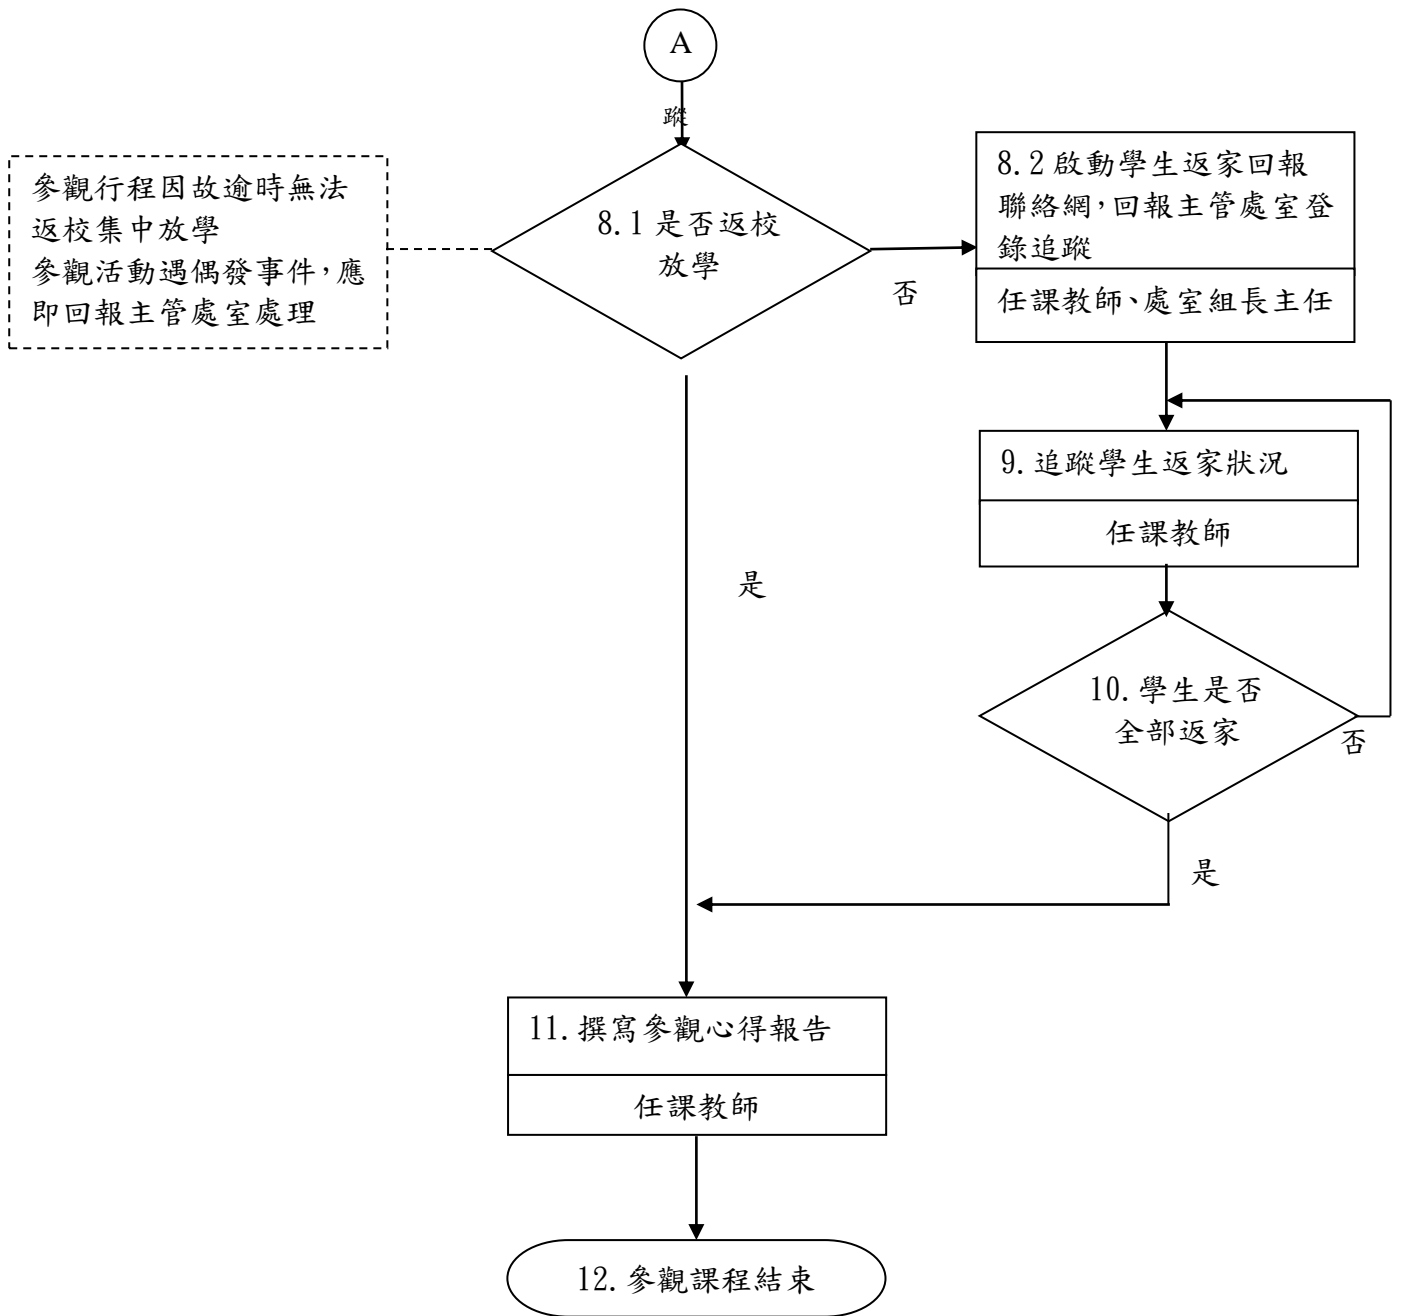 A
蹤
參觀行程因故逾時無法
返校集中放學
參觀活動遇偶發事件,應
即回報主管處室處理
8.1 是否返校
放學
否
8.2 啟動學生返家回報
聯絡網,回報主管處室登
錄追蹤
任課教師、處室組長主任
9. 追蹤學生返家狀況
任課教師
是
10. 學生是否
全部返家
否
是
11. 撰寫參觀心得報告
任課教師
12. 參觀課程結束